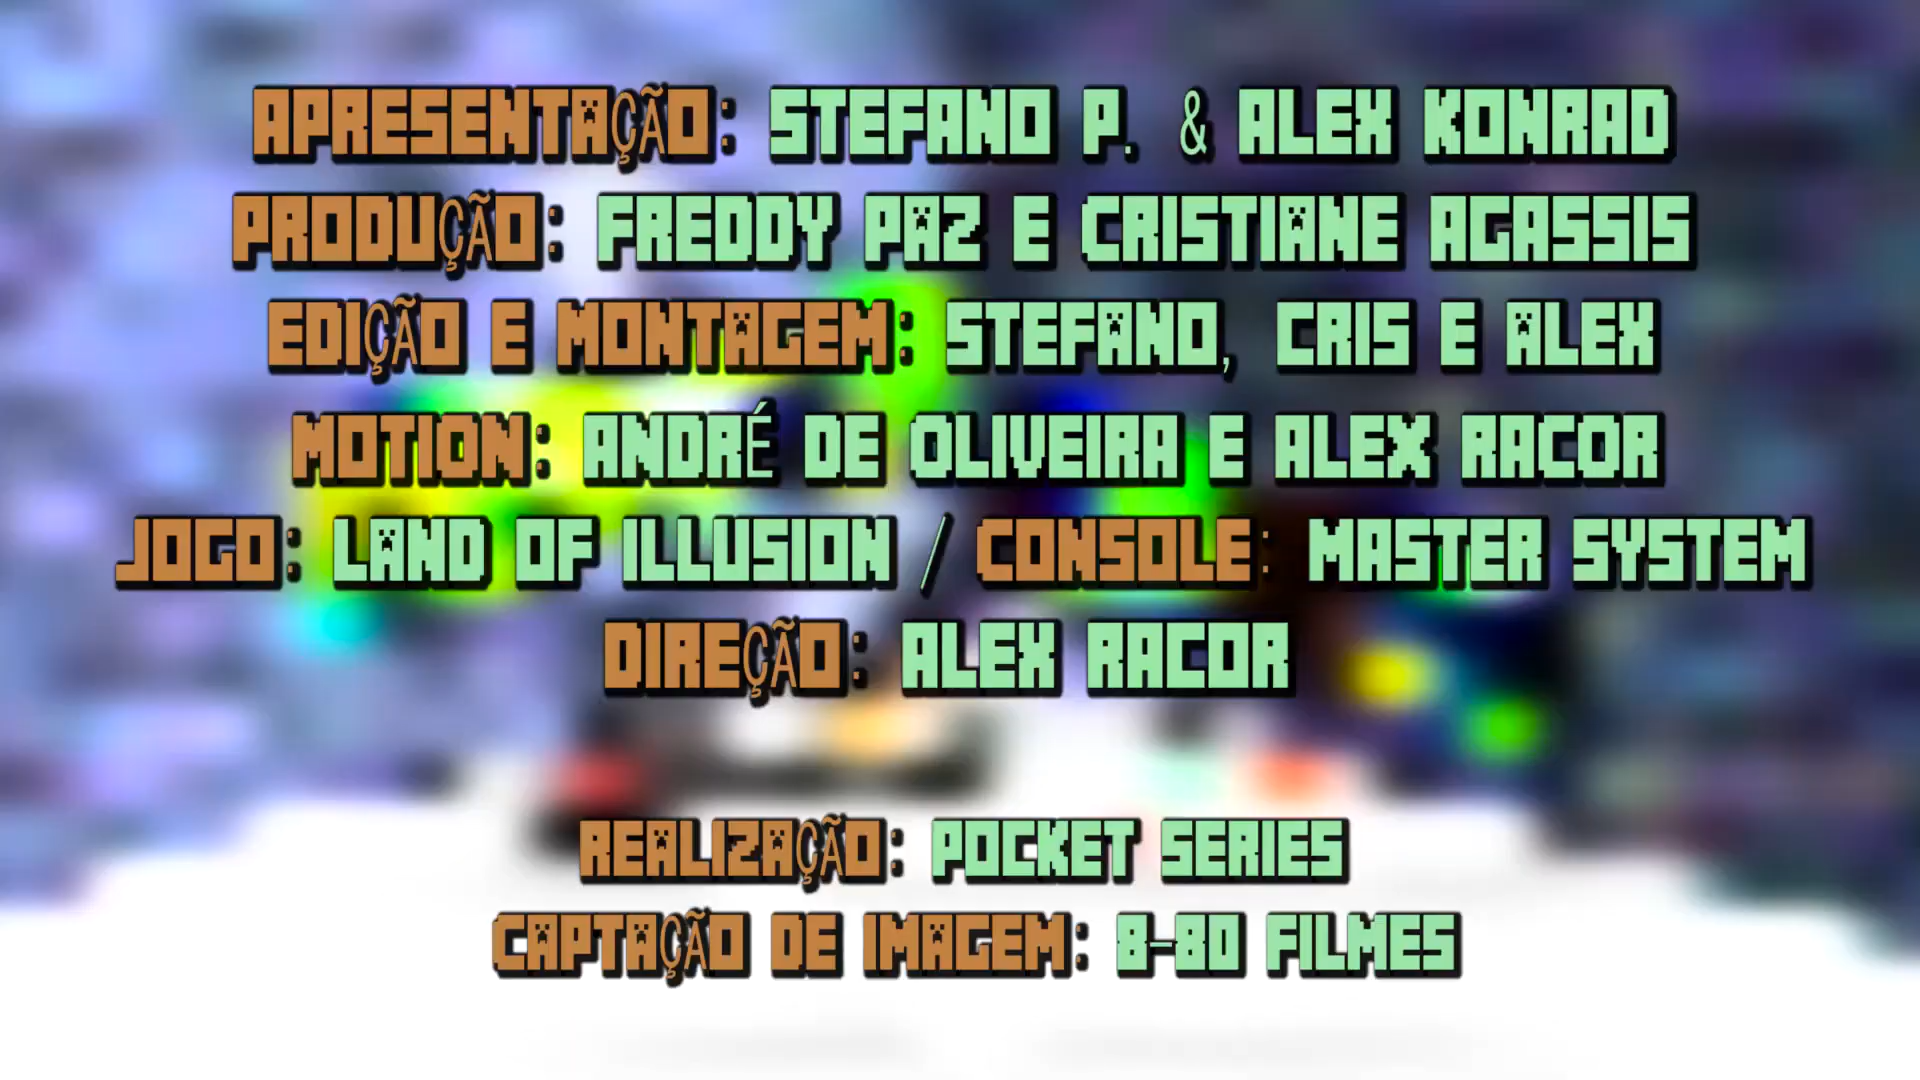 APRESENTAÇÃO: STEFANO P. & ALEX KONRAD
PRODUÇÃO: FREDDY PAZ E CRISTIANE AGASSIS
EDIÇÃO E MONTAGEM: STEFANO, CRIS E ALEX
MOTION: ANDRÉ DE OLIVEIRA E ALEX RACOR
JOGO: LAND OF ILLUSION / CONSOLE: MASTER SYSTEM
DIREÇÃO: ALEX RACOR
REALIZAÇÃO: POCKET SERIES
CAPTAÇÃO DE IMAGEM: 8-80 FILMES